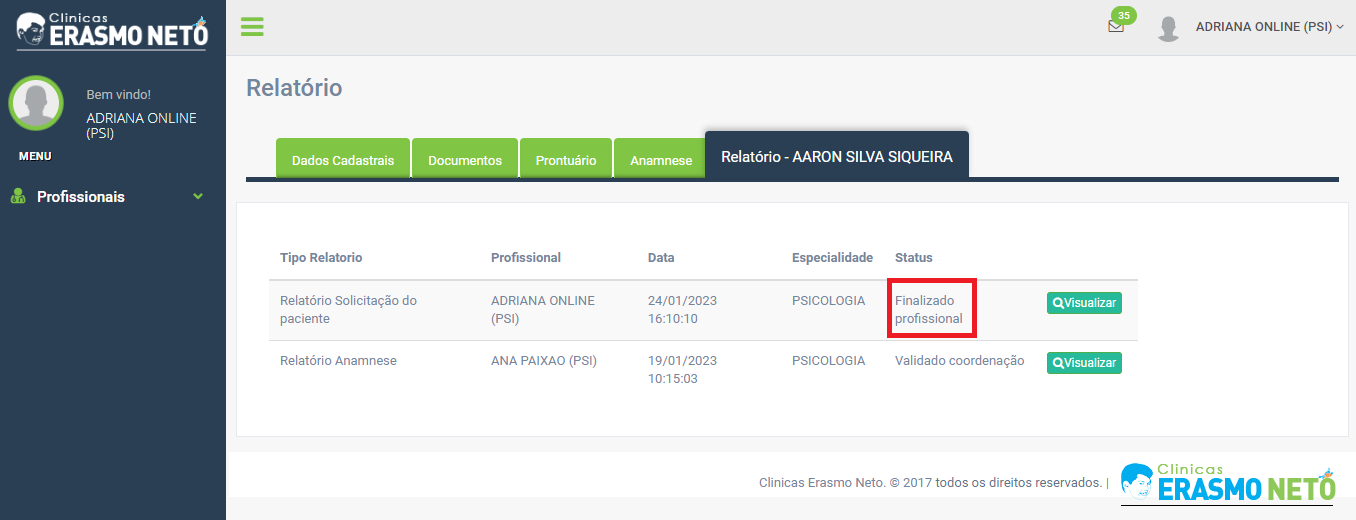 Clinicas
ERASMO NETO
35
ADRIANA ONLINE (PSI)
Bem vindo!
ADRIANA ONLINE
(PSI)
MENU
Profissionais
Relatório
Dados Cadastrais
Documentos
Prontuário
Anamnese
Relatório - AARON SILVA SIQUEIRA
Tipo Relatorio
Profissional
Data
Especialidade
Status
Relatório Solicitação do
paciente
ADRIANA ONLINE
(PSI)
24/01/2023
16:10:10
PSICOLOGIA
Finalizado
profissional
Visualizar
Relatório Anamnese
ANA PAIXAO (PSI)
19/01/2023
10:15:03
PSICOLOGIA
Validado coordenação
Visualizar
Clinicas Erasmo Neto. © 2017 todos os direitos reservados. |
Clinicas
ERASMO NETO